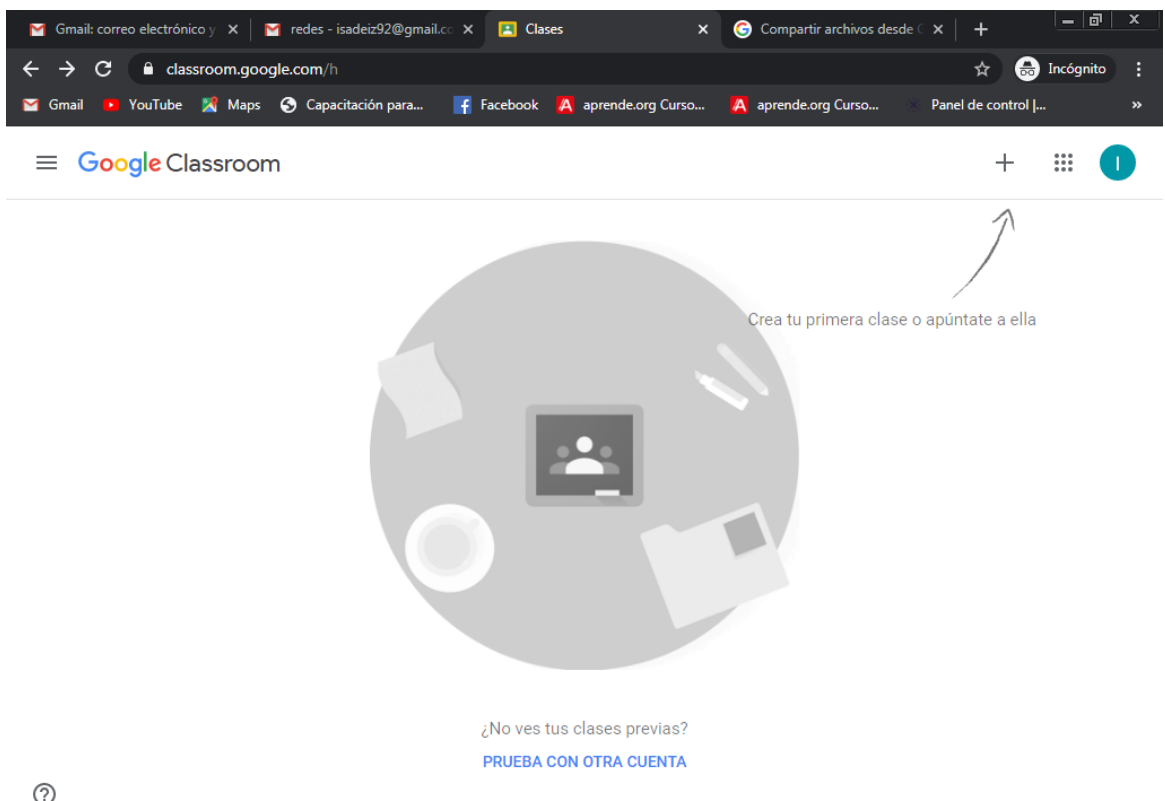 Gmail: correo electrónico y
redes - isadeiz92@gmail.co
Clases
Compartir archivos desde G
classroom.google.com/h
Incógnito
Gmail
YouTube
Maps
Capacitación para...
Facebook
aprende.org Curso...
aprende.org Curso...
Panel de control |...
Google Classroom
I
Crea tu primera clase o apúntate a ella
¿No ves tus clases previas?
PRUEBA CON OTRA CUENTA